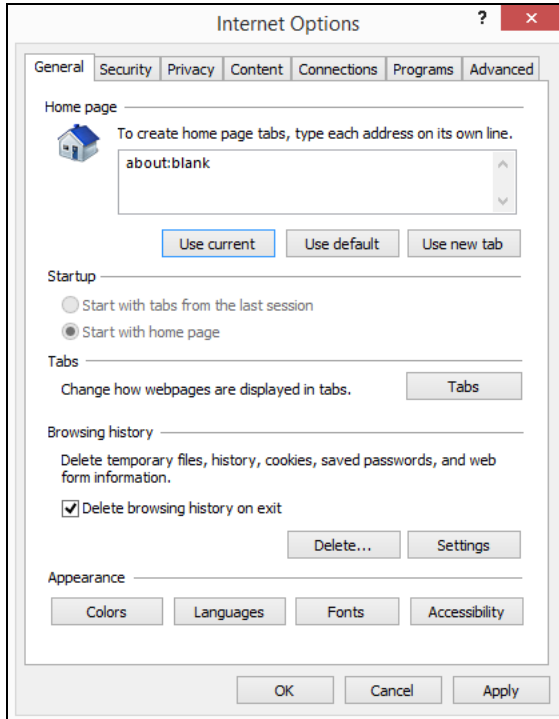 Internet Options ?
General Security Privacy Content Connections Programs Advanced
Home page
To create home page tabs, type each address on its own line.
about:blank
Use current Use default Use new tab
Startup
Start with tabs from the last session
Start with home page
Tabs
Change how webpages are displayed in tabs. Tabs
Browsing history
Delete temporary files, history, cookies, saved passwords, and web
form information.
Delete browsing history on exit
Delete... Settings
Appearance
Colors Languages Fonts Accessibility
OK Cancel Apply